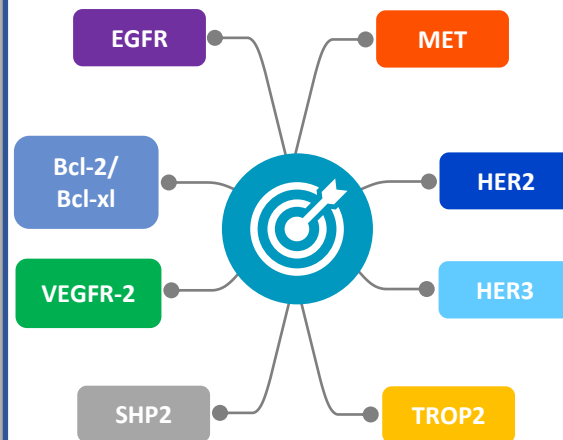 EGFR
MET
Bcl-2/
Bcl-xl
HER2
VEGFR-2
HER3
SHP2
TROP2